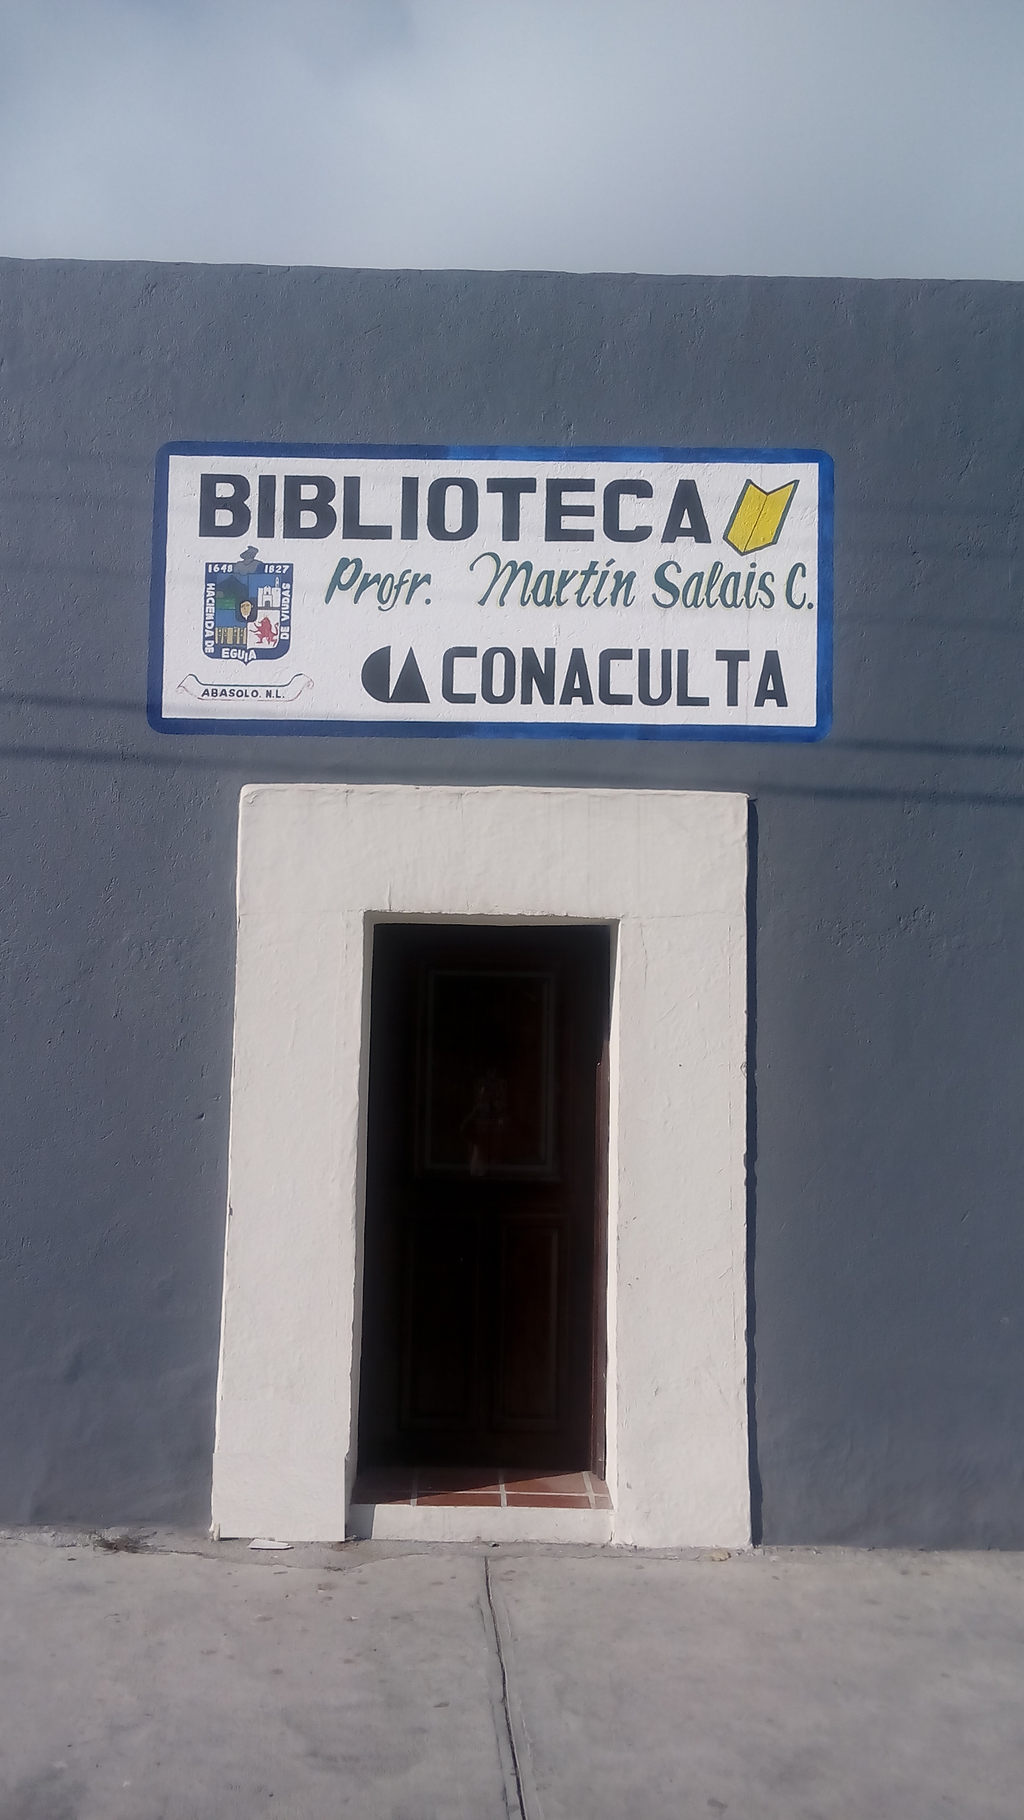 BIBLIOTECA
Profr. Martín Salais C.
CONACULTA
1648 1827
HACIENDA DE
EGUIA
DE VIUDAS
ABASOLO. N.L.